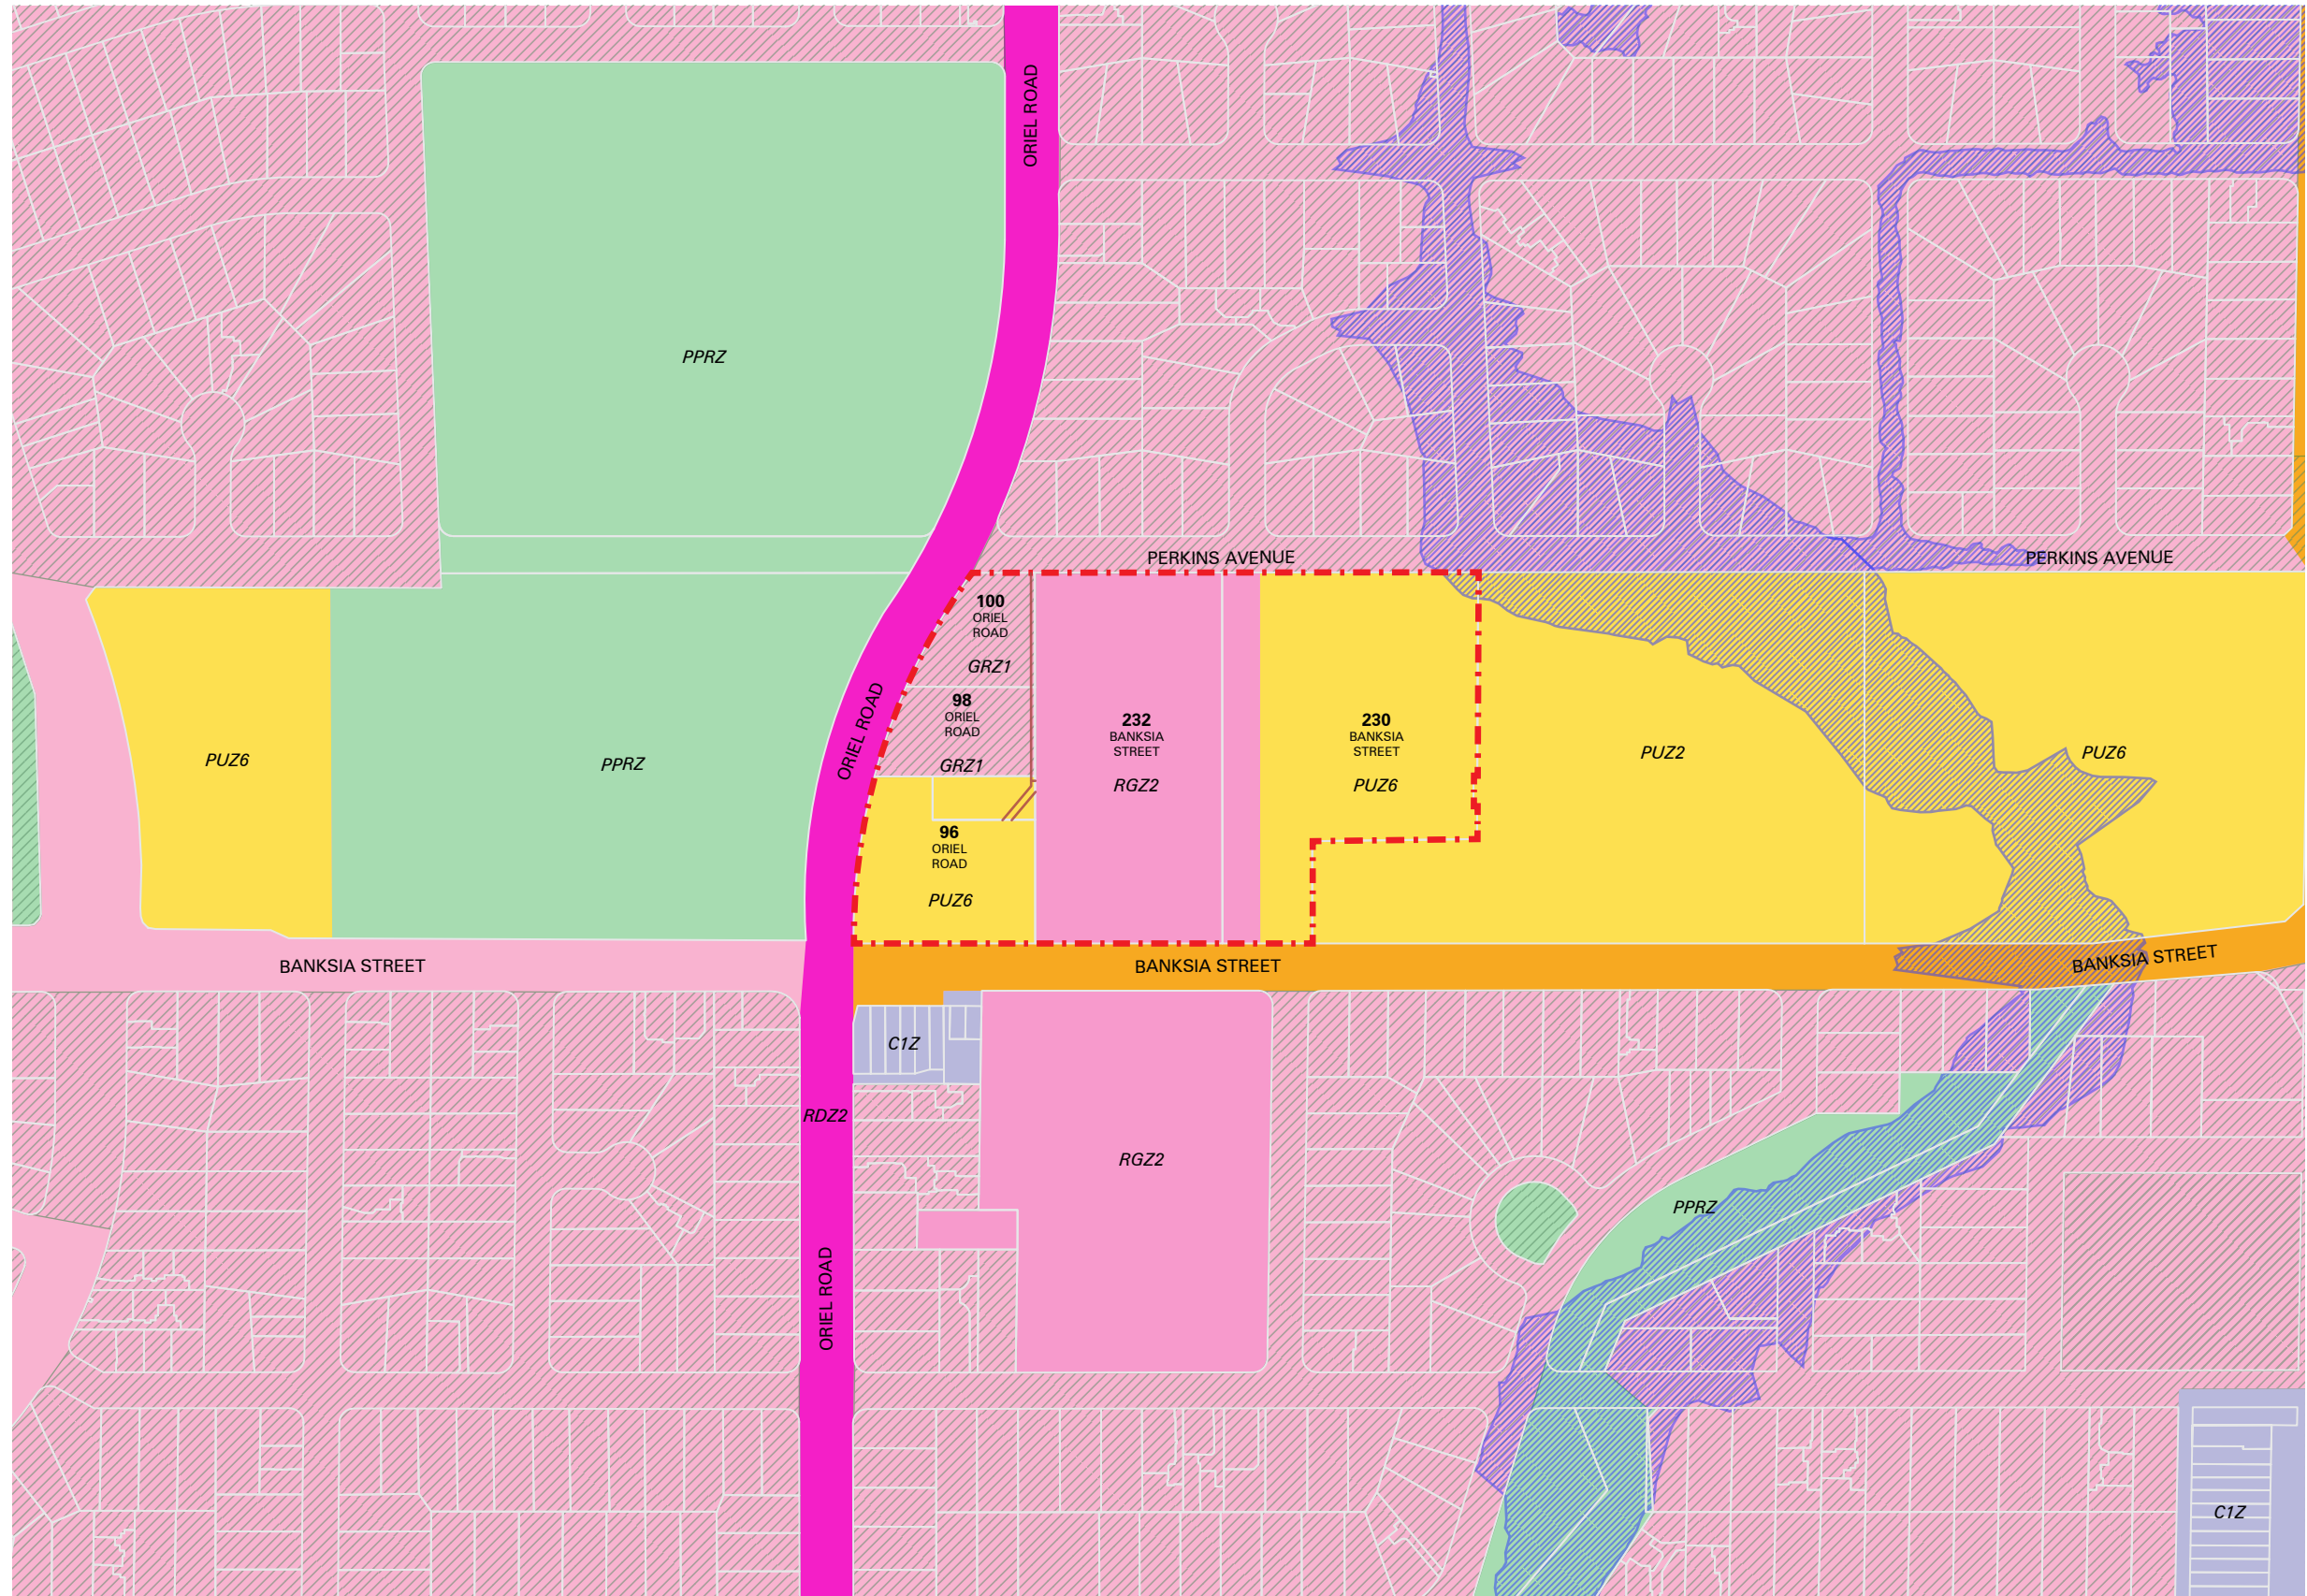 ORIEL ROAD
PPRZ
PERKINS AVENUE
PERKINS AVENUE
100
ORIEL
ROAD
GRZ1
98
ORIEL
ROAD
GRZ1
ORIEL ROAD
232
BANKSIA
STREET
RGZ2
230
BANKSIA
STREET
PUZ6
PUZ6
PPRZ
PUZ2
PUZ6
96
ORIEL
ROAD
PUZ6
BANKSIA STREET
BANKSIA STREET
BANKSIA STREET
C1Z
RDZ2
RGZ2
PPRZ
ORIEL ROAD
C1Z